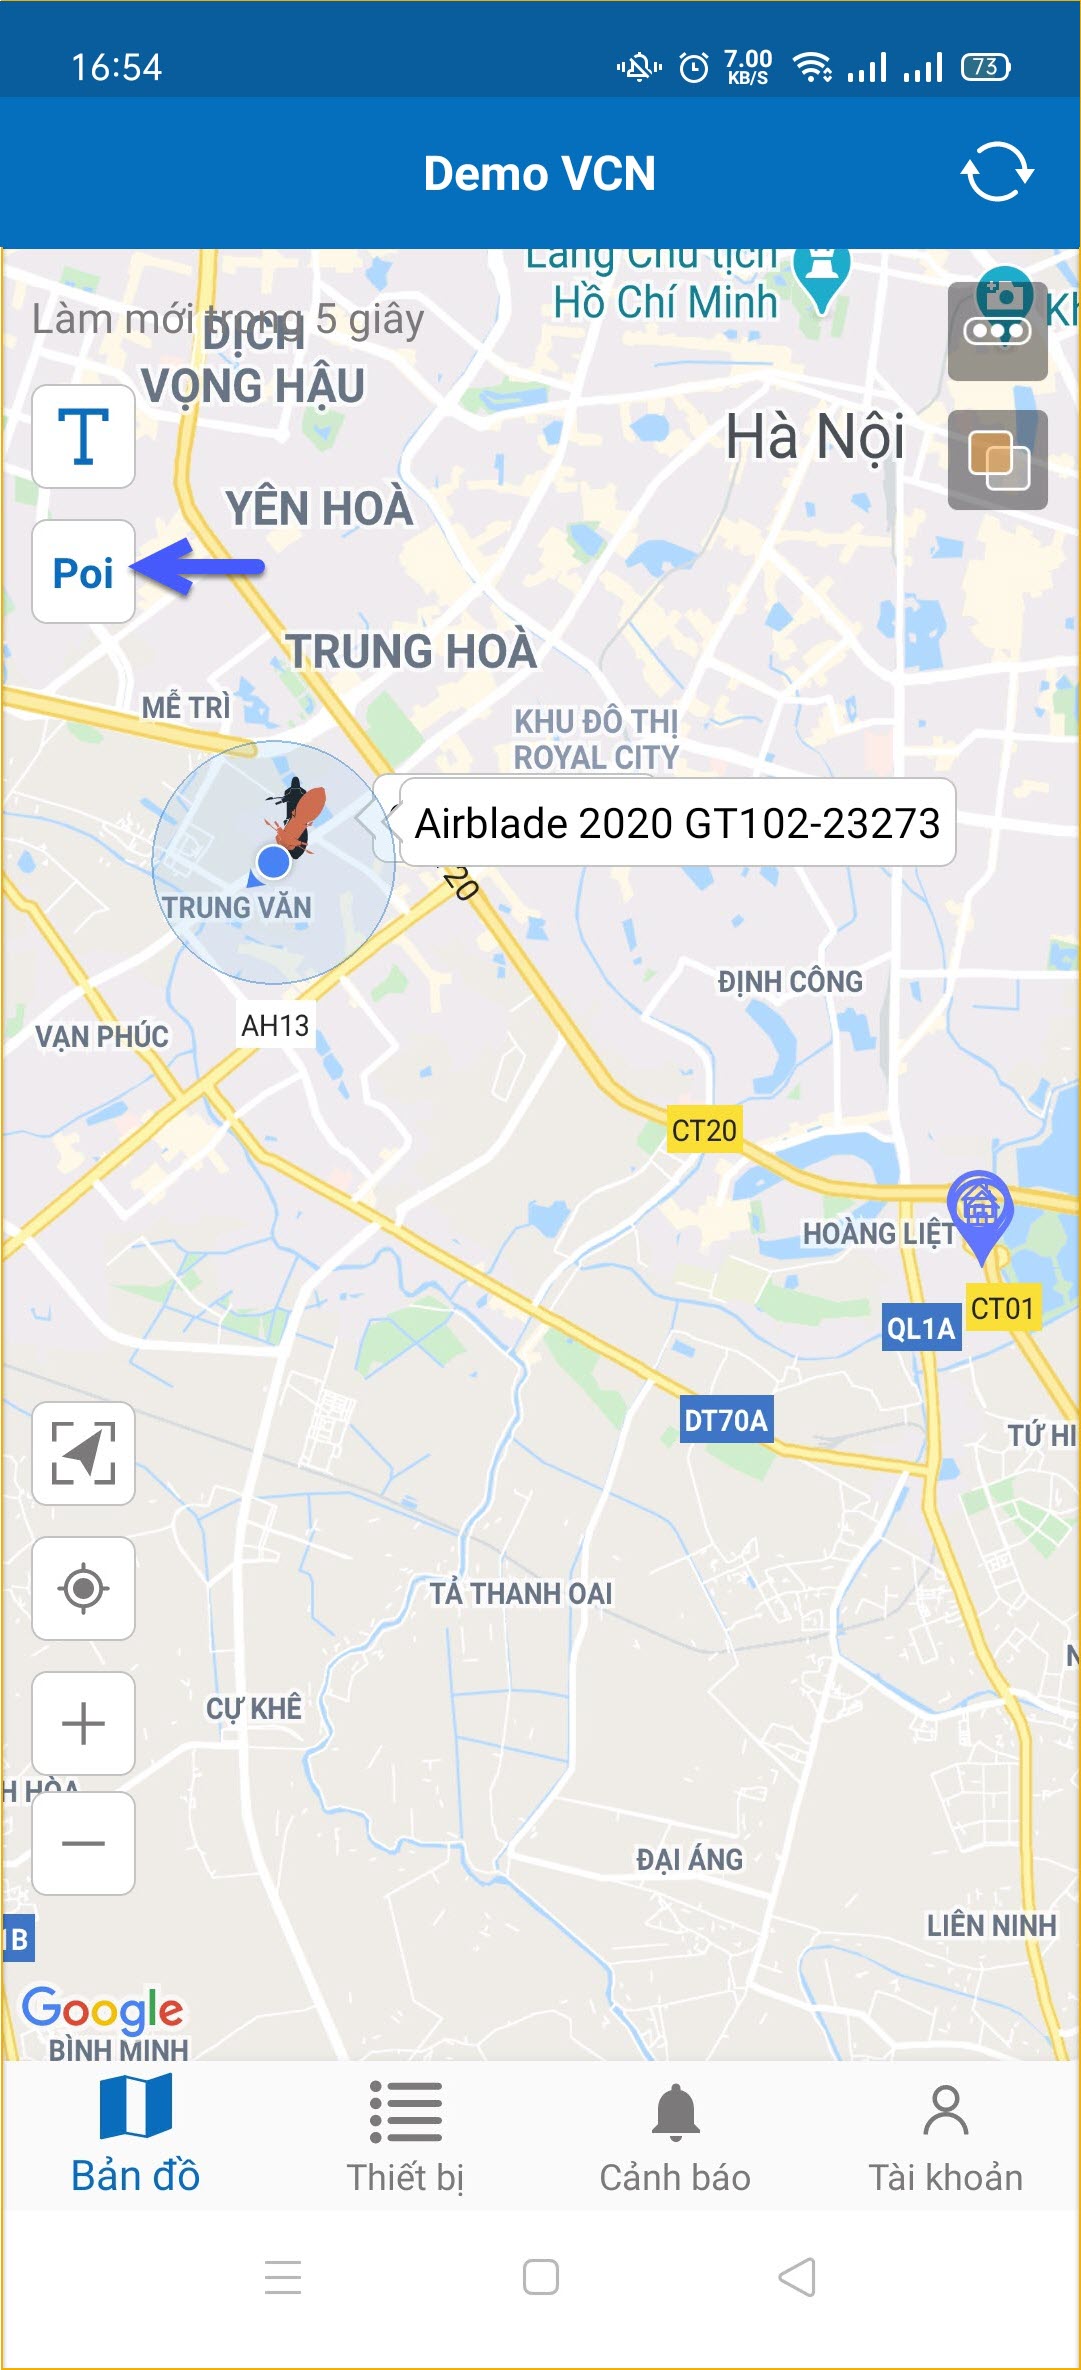 16:54
7.00
KB/S
73
Demo VCN
Lăng Chủ tịch
Hồ Chí Minh
Làm mới trong 5 giây
DỊCH
VỌNG HẬU
T
Hà Nội
YÊN HOÀ
Poi
TRUNG HOÀ
MỄ TRÌ
KHU ĐÔ THỊ
ROYAL CITY
Airblade 2020 GT102-23273
20
TRUNG VĂN
ĐỊNH CÔNG
AH13
VẠN PHÚC
CT20
HOÀNG LIỆT
CT01
QL1A
DT70A
TỨ HI
TẢ THANH OAI
CỰ KHÊ
H HÒA
ĐẠI ÁNG
LIÊN NINH
1B
Google
BÌNH MINH
Bản đồ
Thiết bị
Cảnh báo
Tài khoản